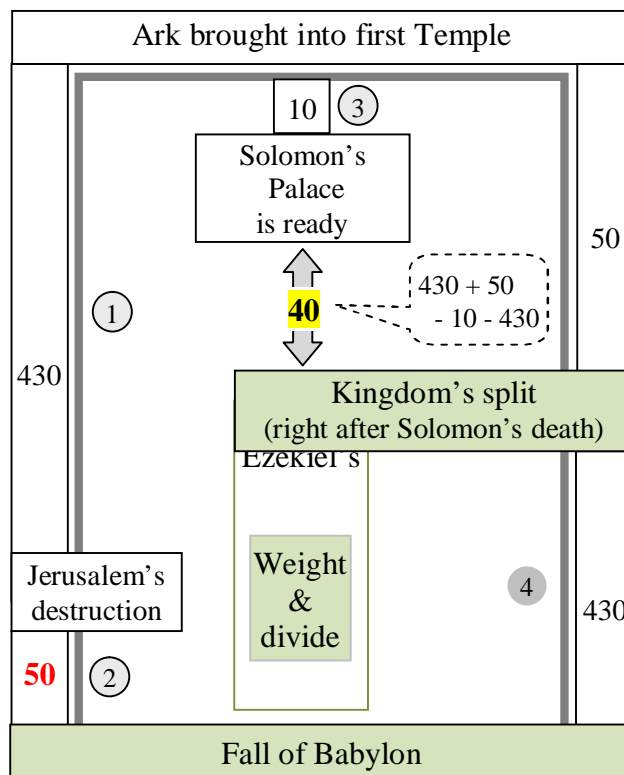 Ark brought into first Temple
10
3
Solomon’s
Palace
is ready
50
40
430 + 50
- 10 - 430
1
430
Kingdom’s split
(right after Solomon’s death)
Ezekiel’s
Weight
&
divide
4
430
Jerusalem’s
destruction
50
2
Fall of Babylon